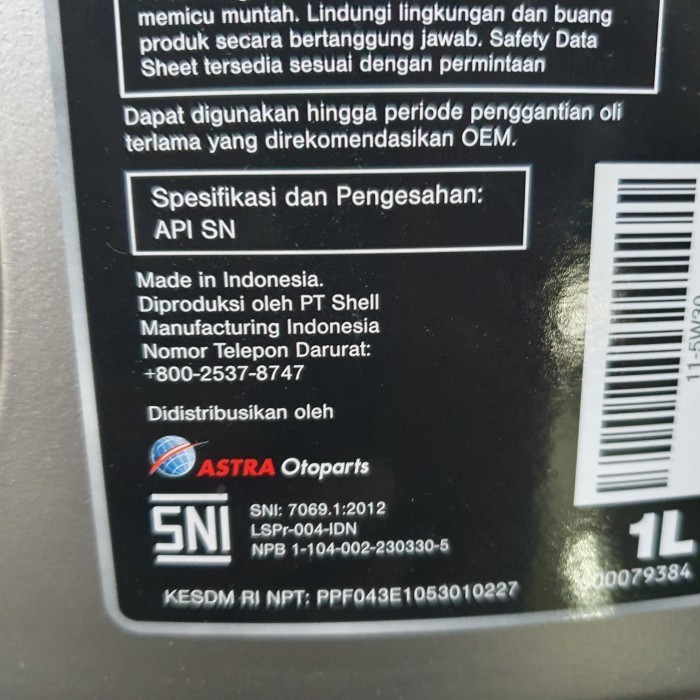 memicu muntah. Lindungi lingkungan dan buang
produk secara bertanggung jawab. Safety Data
Sheet tersedia sesuai dengan permintaan
Dapat digunakan hingga periode penggantian oli
terlama yang direkomendasikan OEM.
Spesifikasi dan Pengesahan:
API SN
Made in Indonesia.
Diproduksi oleh PT Shell
Manufacturing Indonesia
Nomor Telepon Darurat:
+800-2537-8747
Didistribusikan oleh
ASTRA Otoparts
SNI
SNI: 7069.1:2012
LSPr-004-IDN
NPB 1-104-002-230330-5
KESDM RI NPT: PPF043E1053010227
1L